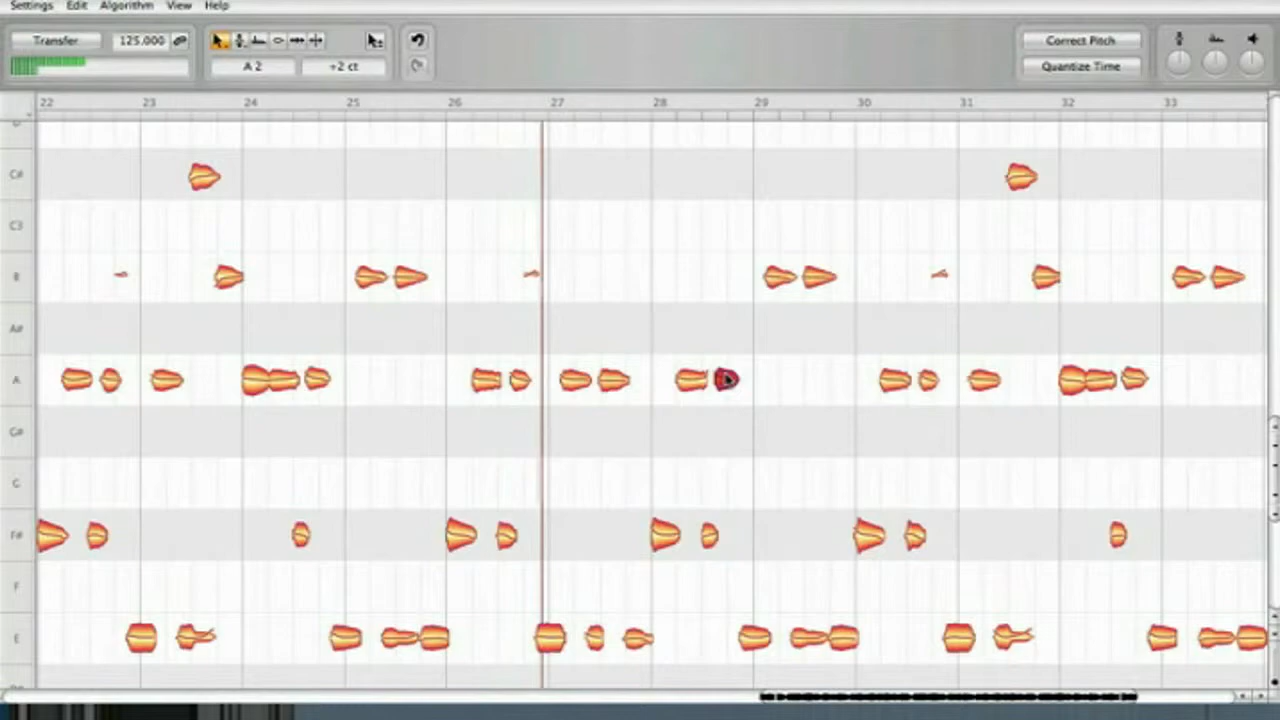 Settings Edit Algorithm View Help
Transfer 125.000 Correct Pitch
A 2 +2 ct Quantize Time
22 23 24 25 26 27 28 29 30 31 32 33
C#
C3
B
A#
A
G#
G
F#
F
E